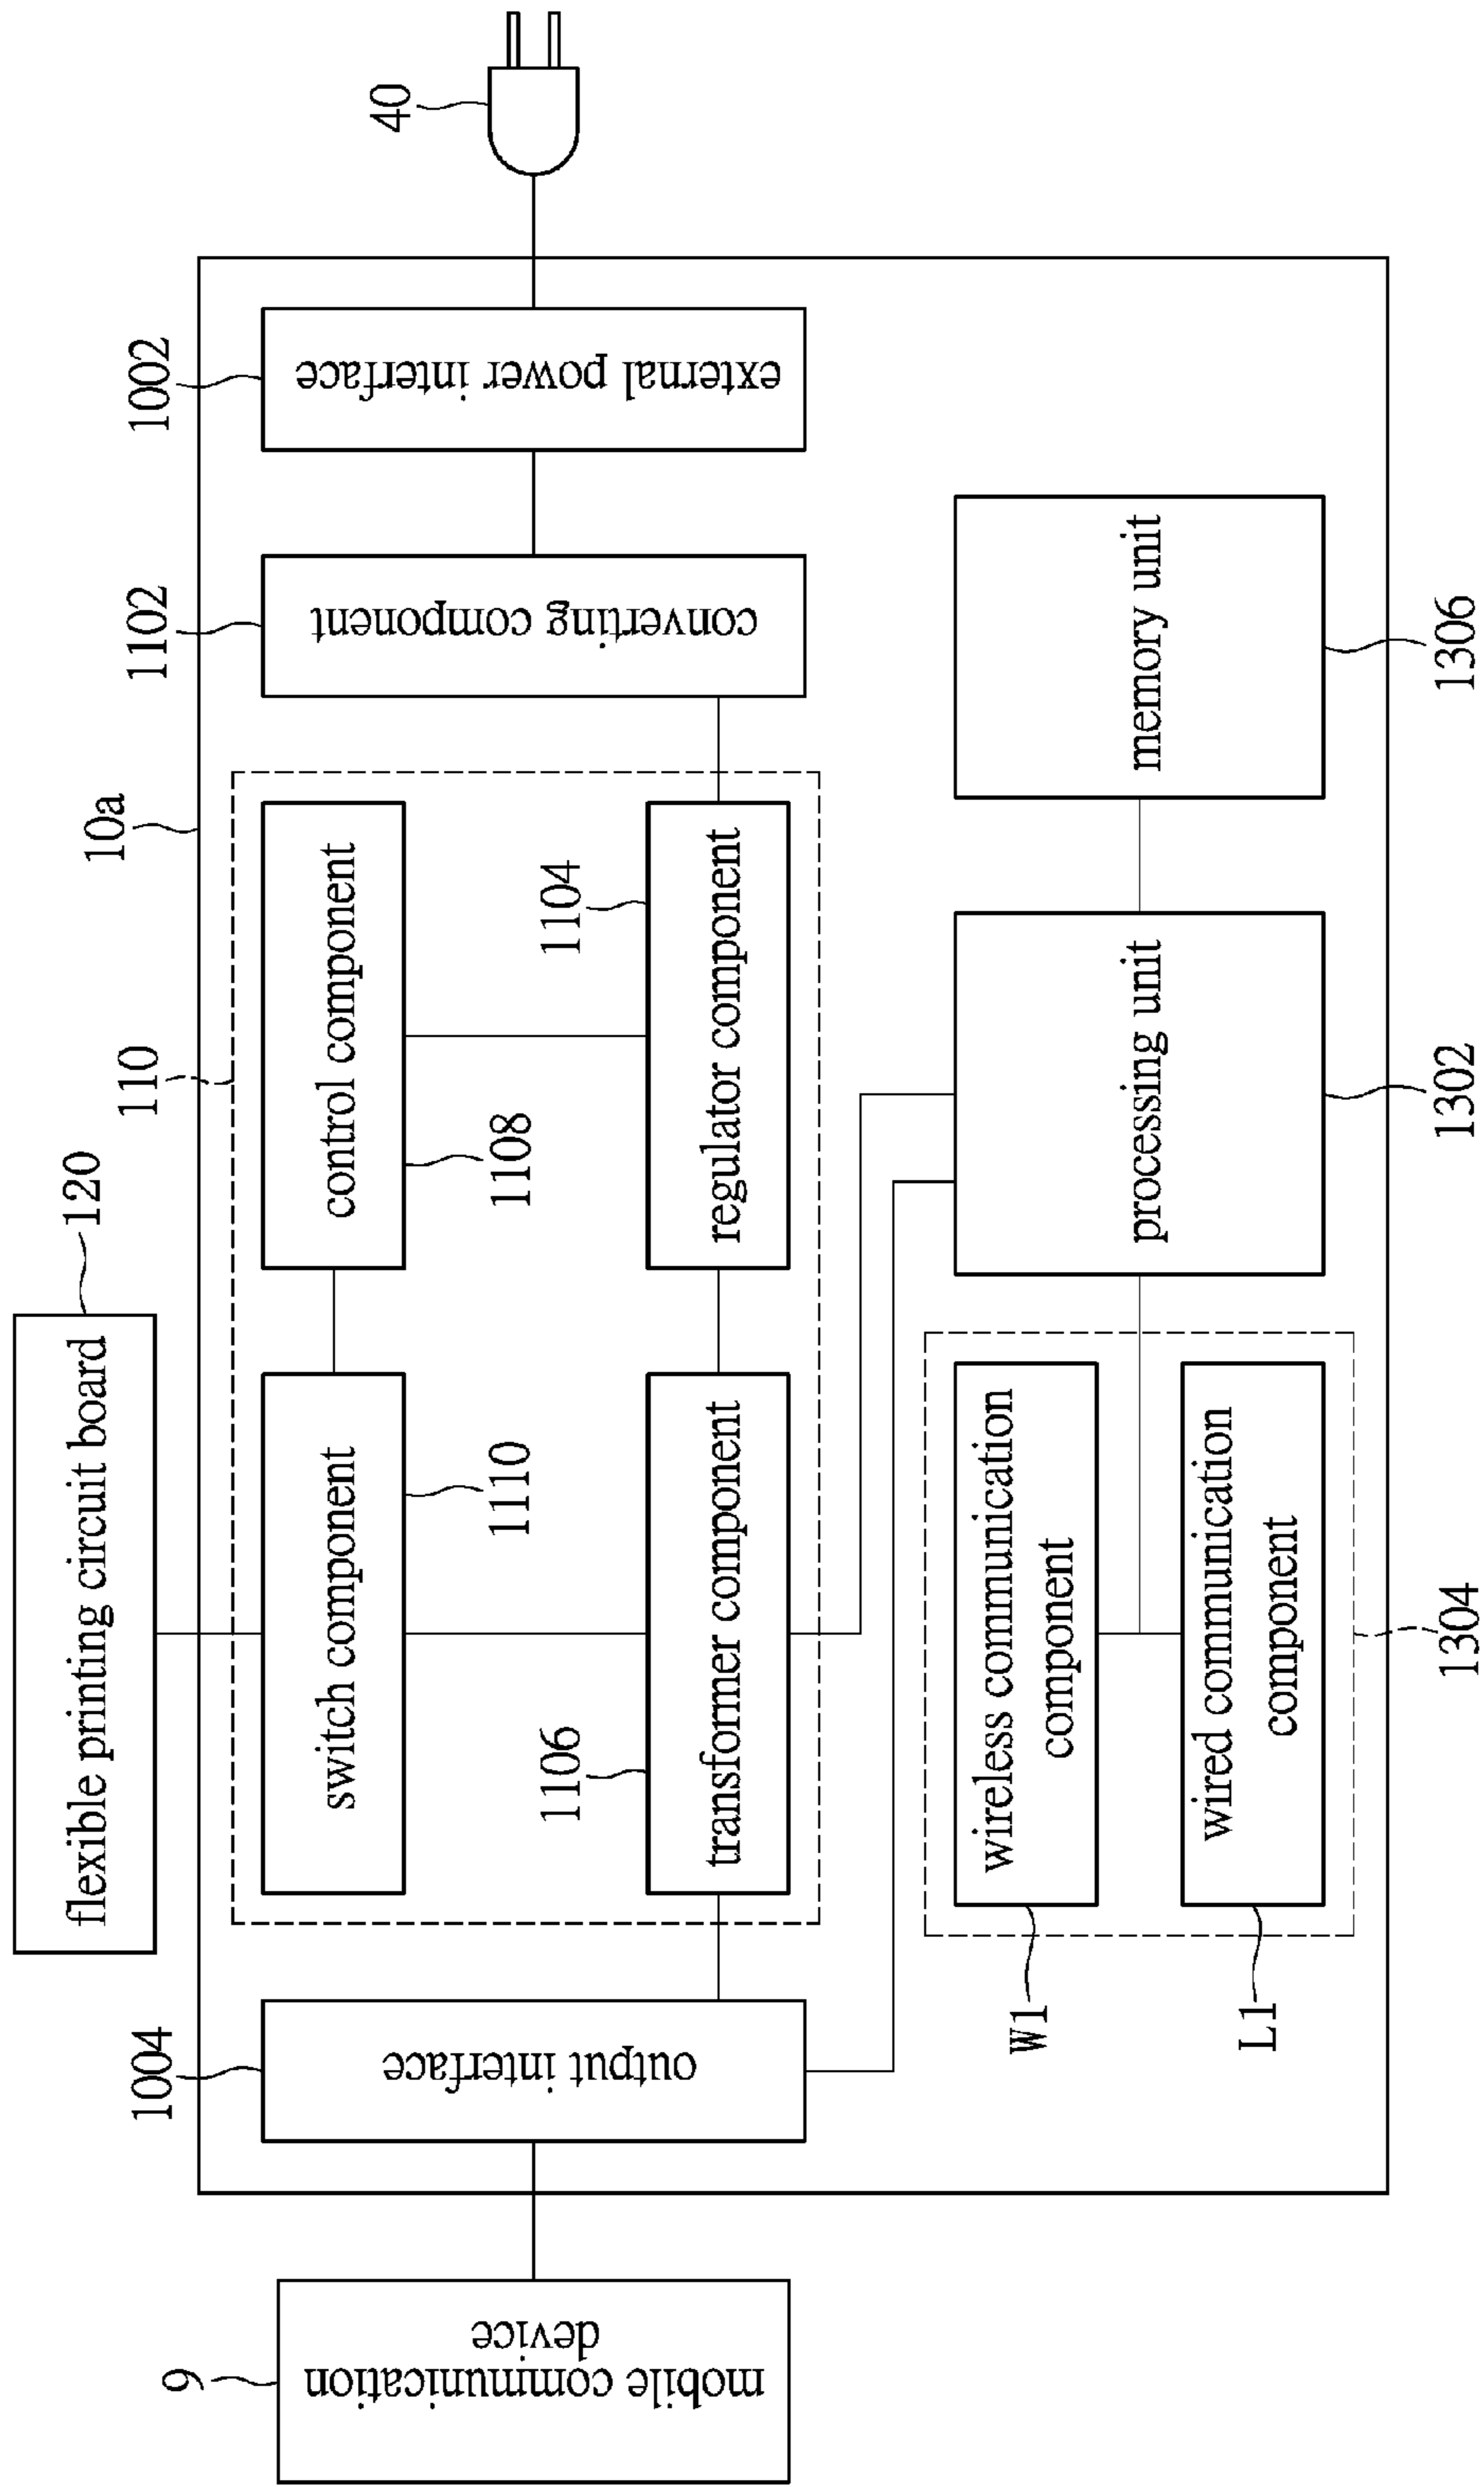 flexible printing circuit board
120
10a
110
9
1004
1102
1002
40
mobile communication
device
output interface
switch component
1110
control component
1108
converting component
external power interface
1106
transformer component
1104
regulator component
W1
wireless communication
component
L1
wired communication
component
1304
processing unit
1302
memory unit
1306